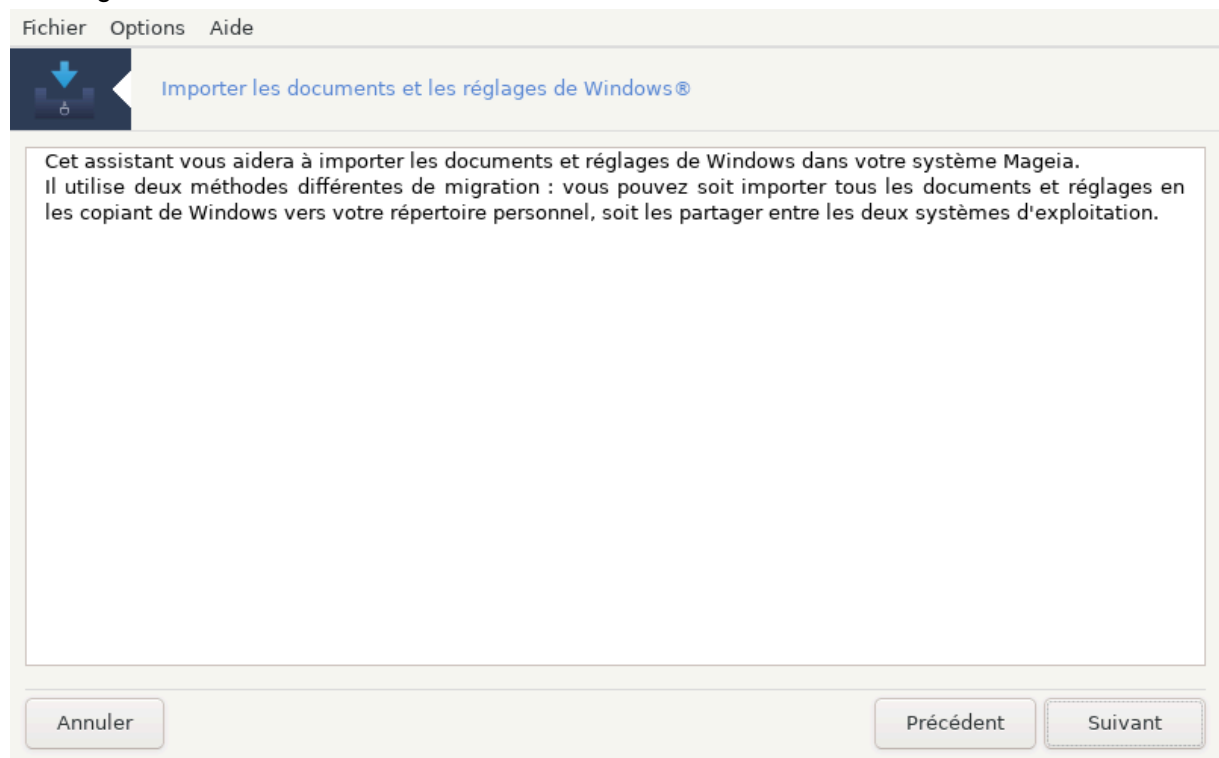 Fichier Options Aide
Importer les documents et les réglages de Windows®
Cet assistant vous aidera à importer les documents et réglages de Windows dans votre système Mageia.
Il utilise deux méthodes différentes de migration : vous pouvez soit importer tous les documents et réglages en
les copiant de Windows vers votre répertoire personnel, soit les partager entre les deux systèmes d'exploitation.
Annuler Précédent Suivant